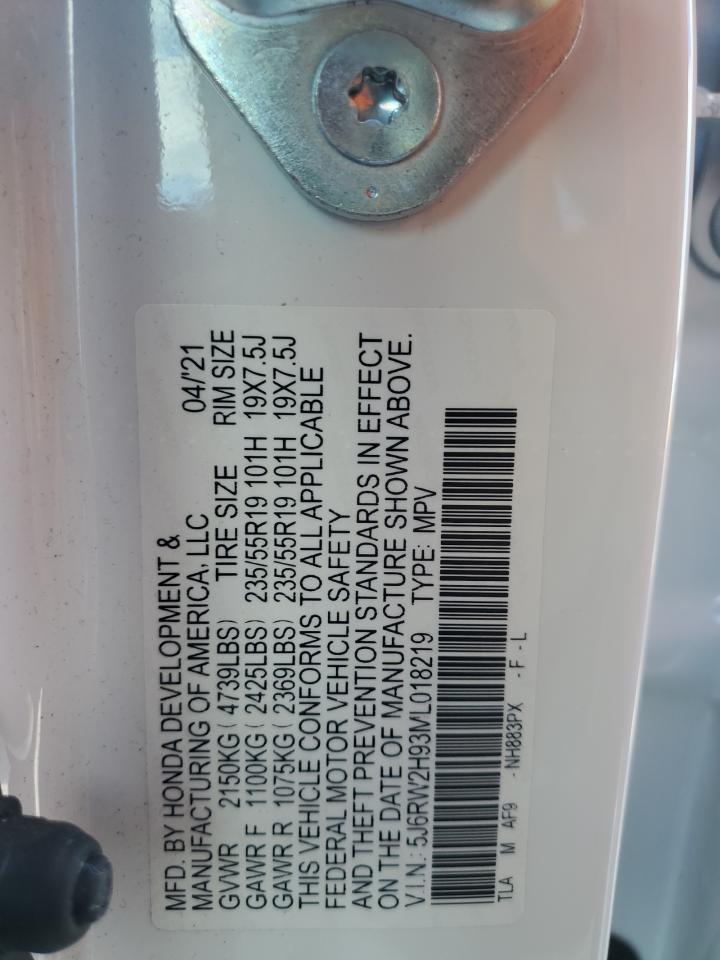 MFD. BY HONDA DEVELOPMENT &
MANUFACTURING OF AMERICA, LLC 04/'21
GVWR 2150KG( 4739LBS) TIRE SIZE RIM SIZE
GAWR F 1100KG( 2425LBS) 235/55R19 101H 19X7.5J
GAWR R 1075KG( 2369LBS) 235/55R19 101H 19X7.5J
THIS VEHICLE CONFORMS TO ALL APPLICABLE
FEDERAL MOTOR VEHICLE SAFETY
AND THEFT PREVENTION STANDARDS IN EFFECT
ON THE DATE OF MANUFACTURE SHOWN ABOVE.
V.I.N.: 5J6RW2H93ML018219 TYPE: MPV
TLA M AF9 - NH883PX - F - L